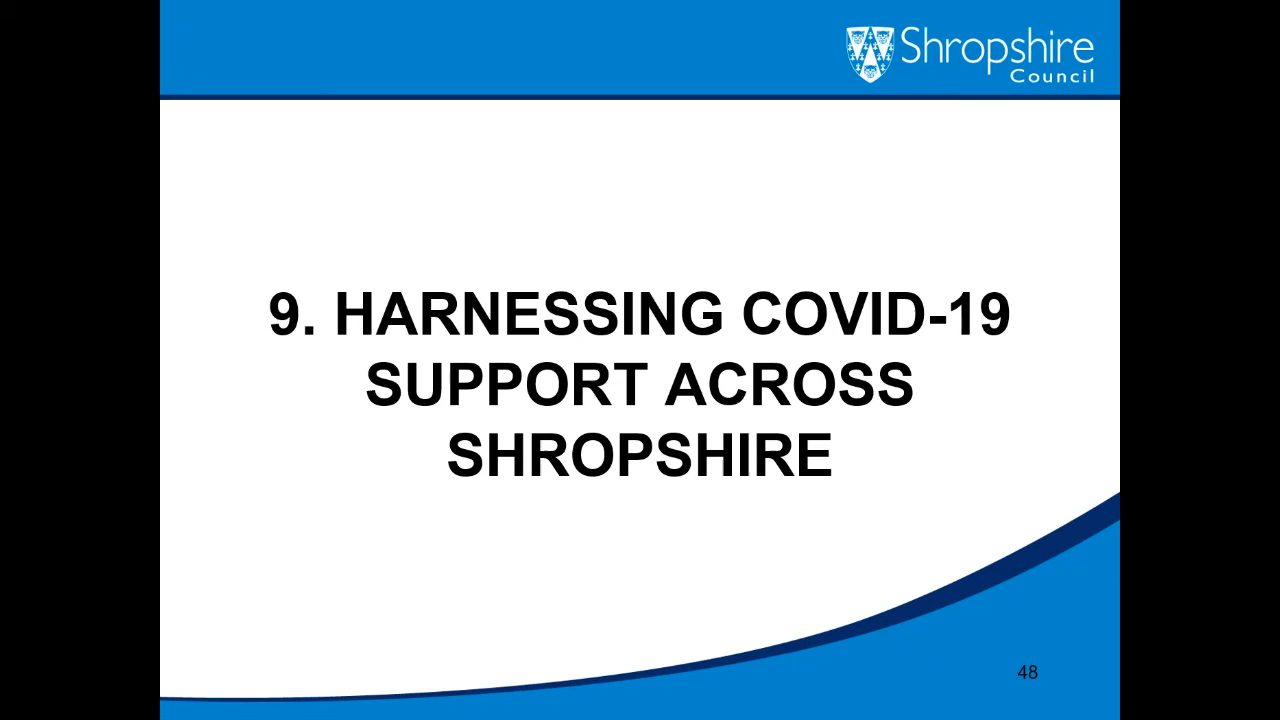 Shropshire
Council
9. HARNESSING COVID-19
SUPPORT ACROSS
SHROPSHIRE
48